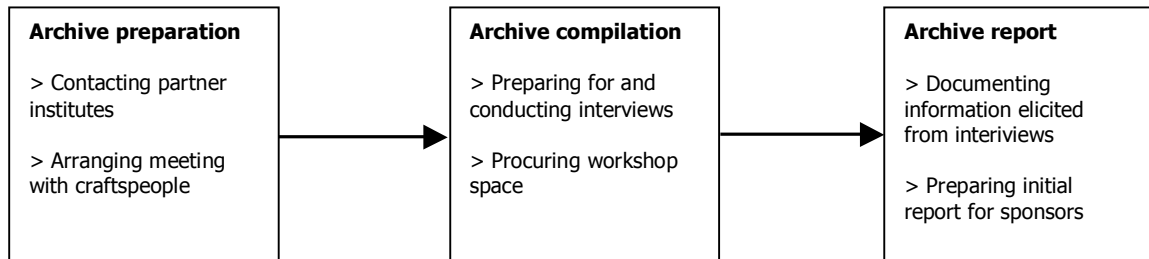 Archive preparation
> Contacting partner
institutes
> Arranging meeting
with craftspeople
Archive compilation
> Preparing for and
conducting interviews
> Procuring workshop
space
Archive report
> Documenting
information elicited
from interiviews
> Preparing initial
report for sponsors